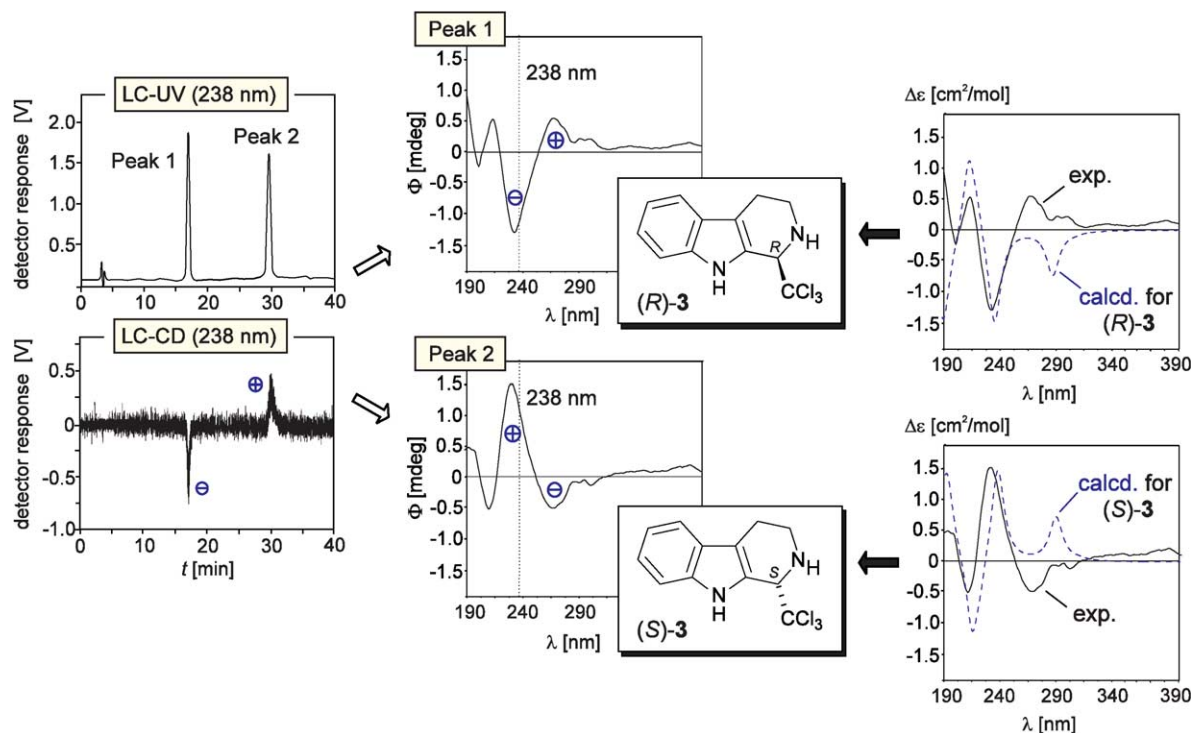 LC-UV (238 nm)
detector response [V]
2.0
1.5
1.0
0.5
Peak 1
Peak 2
0
10
20
30
40
LC-CD (238 nm)
detector response [V]
0.5
0
-0.5
-1.0
⊕
⊖
0
10
20
30
40
t [min]
Peak 1
Φ [mdeg]
1.5
1.0
0.5
0
-0.5
-1.0
-1.5
238 nm
⊕
⊖
190
240
290
λ [nm]
R
NH
N
H
CCl3
(R)-3
Peak 2
Φ [mdeg]
1.5
1.0
0.5
0
-0.5
-1.0
-1.5
238 nm
⊕
⊖
190
240
290
λ [nm]
S
NH
N
H
CCl3
(S)-3
Δε [cm²/mol]
1.5
1.0
0.5
0
-0.5
-1.0
-1.5
exp.
calcd. for
(R)-3
190
240
290
340
390
λ [nm]
Δε [cm²/mol]
1.5
1.0
0.5
0
-0.5
-1.0
-1.5
calcd. for
(S)-3
exp.
190
240
290
340
390
λ [nm]